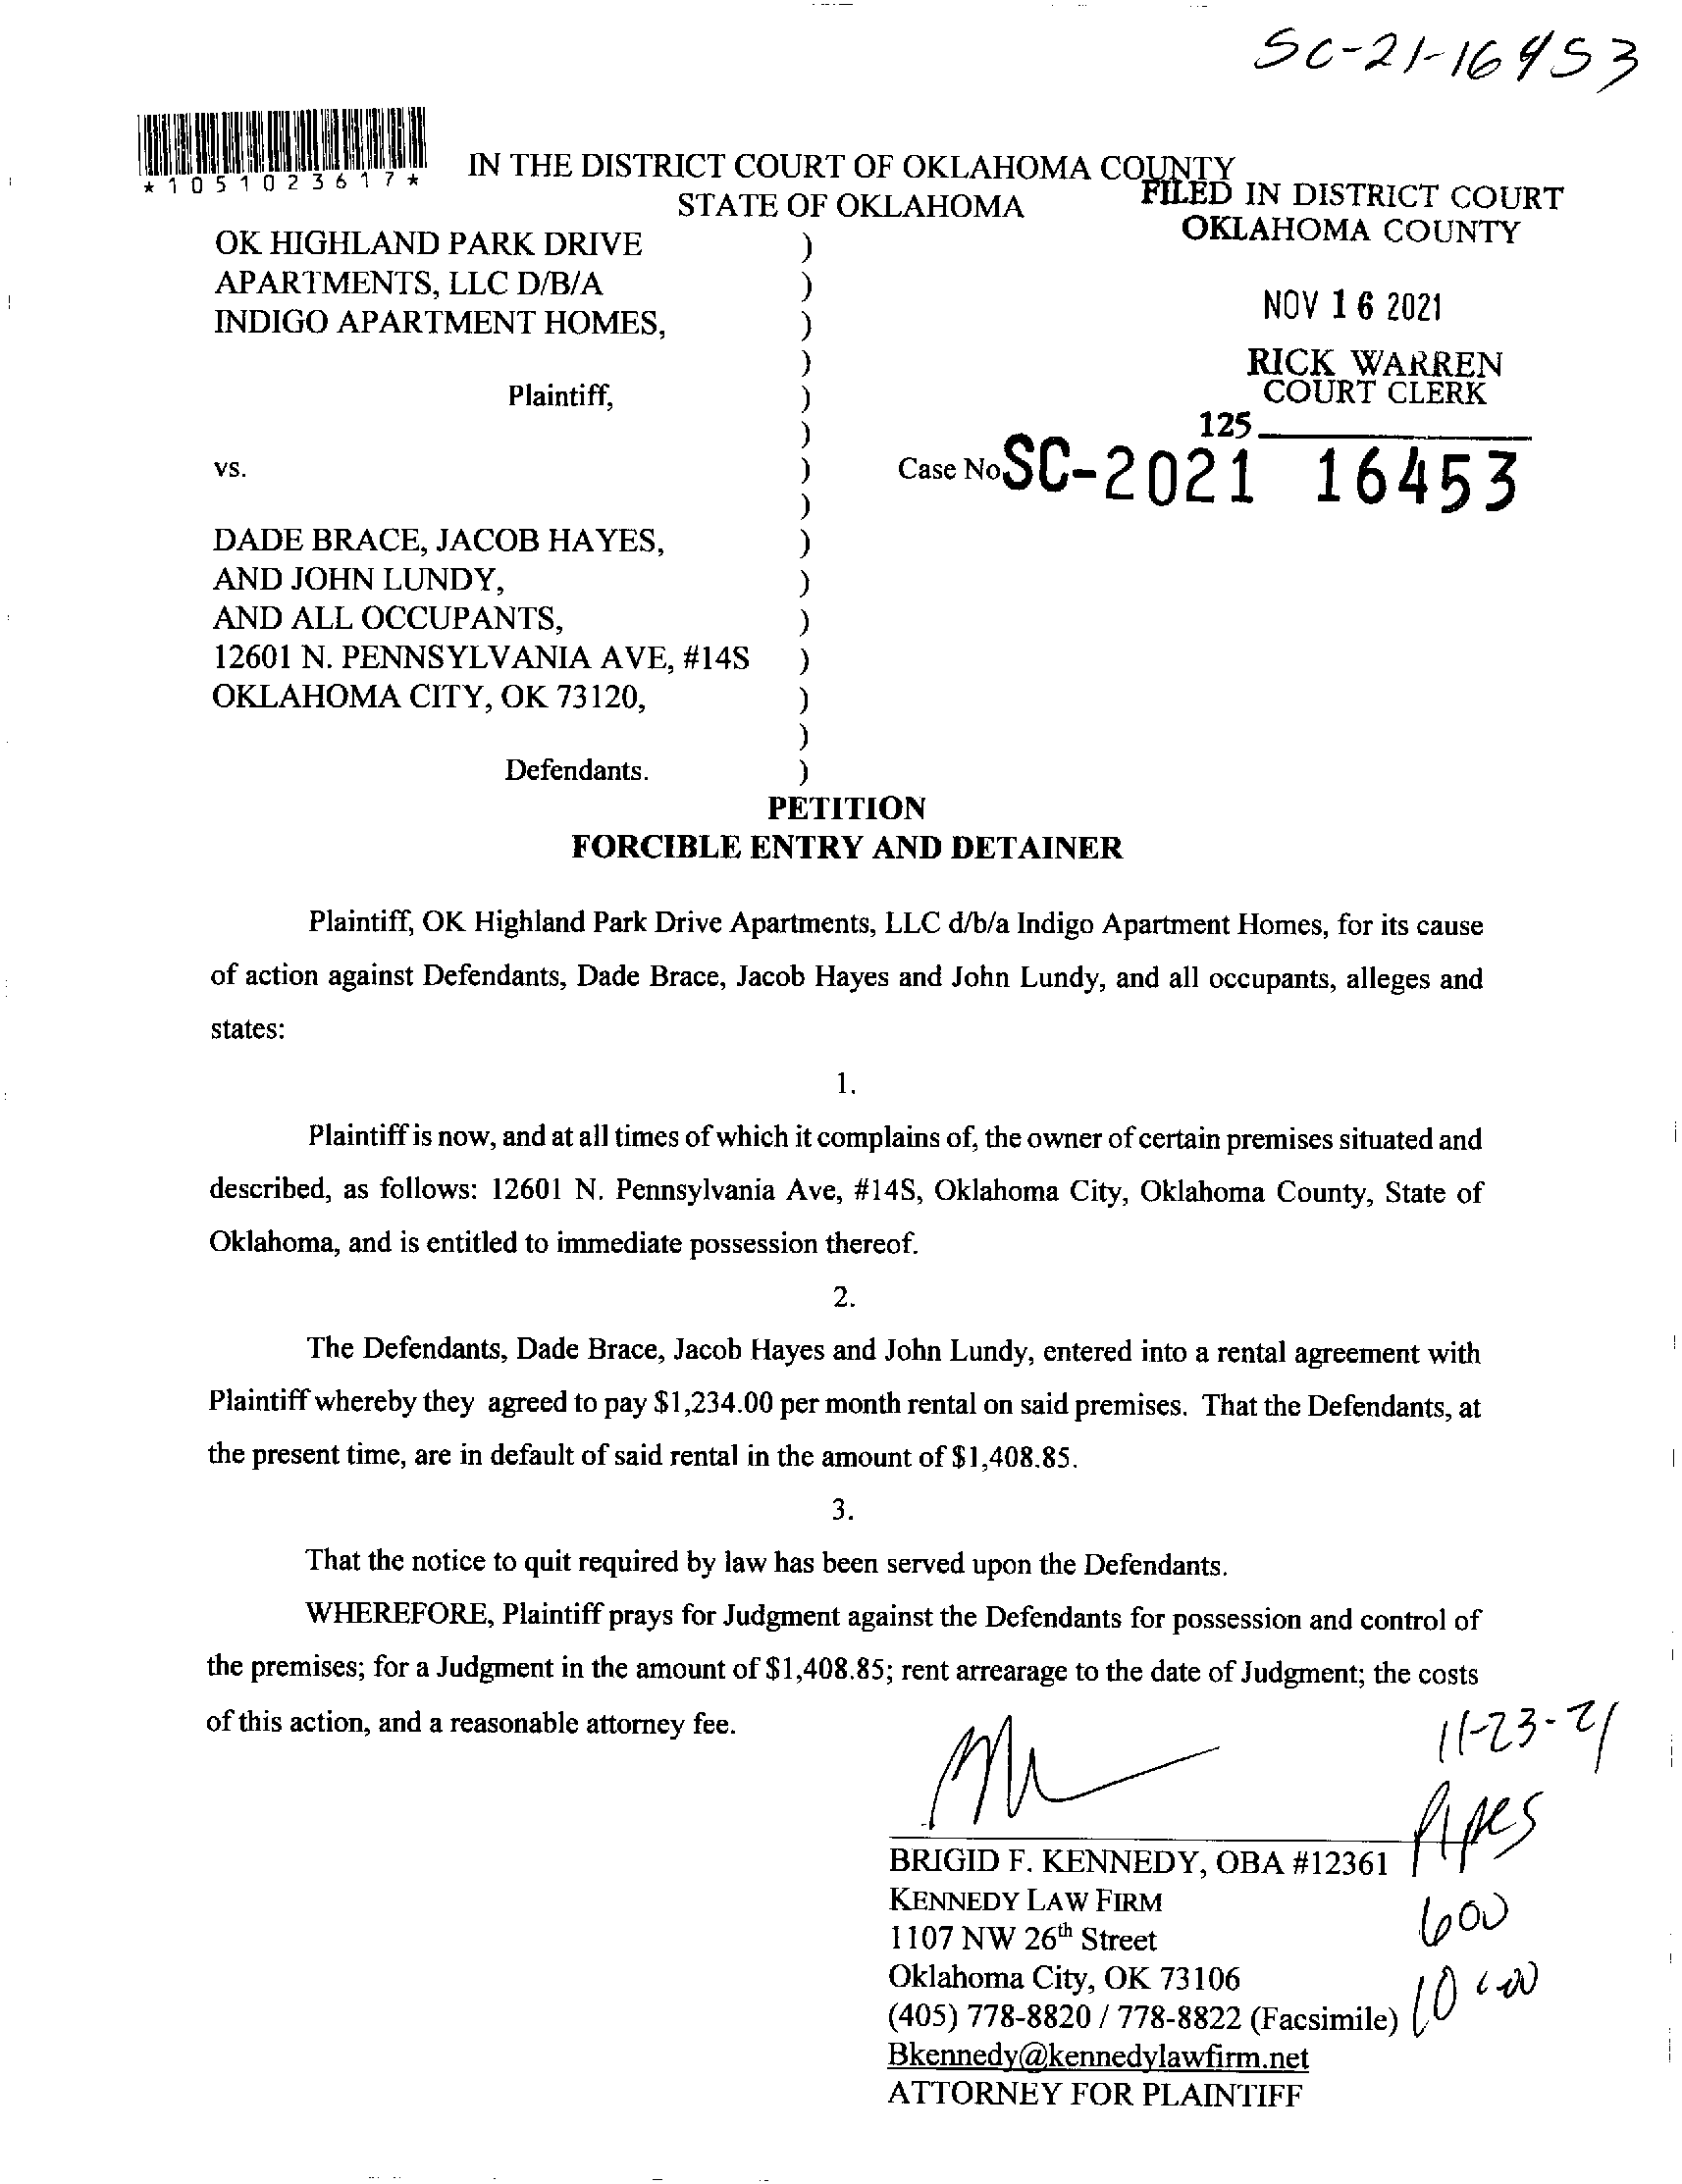 SC-21-16453
*1051023617*
IN THE DISTRICT COURT OF OKLAHOMA COUNTY
STATE OF OKLAHOMA
FILED IN DISTRICT COURT
OKLAHOMA COUNTY
NOV 16 2021
RICK WARREN
COURT CLERK
125
OK HIGHLAND PARK DRIVE )
APARTMENTS, LLC D/B/A )
INDIGO APARTMENT HOMES, )
)
Plaintiff, )
)
vs. ) Case No SC-2021 16453
)
DADE BRACE, JACOB HAYES, )
AND JOHN LUNDY, )
AND ALL OCCUPANTS, )
12601 N. PENNSYLVANIA AVE, #14S )
OKLAHOMA CITY, OK 73120, )
)
Defendants. )
PETITION
FORCIBLE ENTRY AND DETAINER
Plaintiff, OK Highland Park Drive Apartments, LLC d/b/a Indigo Apartment Homes, for its cause
of action against Defendants, Dade Brace, Jacob Hayes and John Lundy, and all occupants, alleges and
states:
1.
Plaintiff is now, and at all times of which it complains of, the owner of certain premises situated and
described, as follows: 12601 N. Pennsylvania Ave, #14S, Oklahoma City, Oklahoma County, State of
Oklahoma, and is entitled to immediate possession thereof.
2.
The Defendants, Dade Brace, Jacob Hayes and John Lundy, entered into a rental agreement with
Plaintiff whereby they agreed to pay $1,234.00 per month rental on said premises. That the Defendants, at
the present time, are in default of said rental in the amount of $1,408.85.
3.
That the notice to quit required by law has been served upon the Defendants.
WHEREFORE, Plaintiff prays for Judgment against the Defendants for possession and control of
the premises; for a Judgment in the amount of $1,408.85; rent arrearage to the date of Judgment; the costs
of this action, and a reasonable attorney fee.
11-23-21
600
BRIGID F. KENNEDY, OBA #12361
KENNEDY LAW FIRM
1107 NW 26th Street
Oklahoma City, OK 73106
(405) 778-8820 / 778-8822 (Facsimile)
Bkennedy@kennedylawfirm.net
ATTORNEY FOR PLAINTIFF